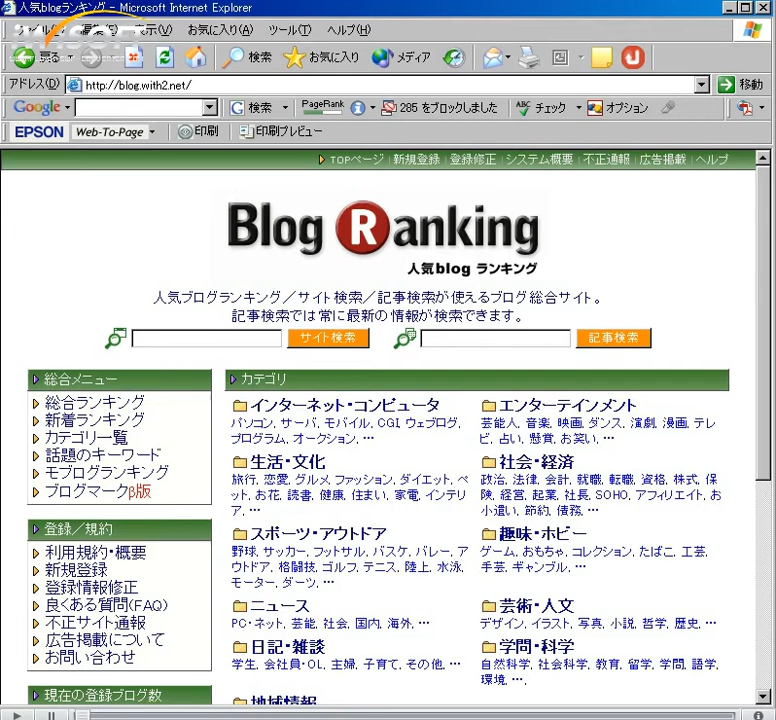 人気blogランキング - Microsoft Internet Explorer
表示(V) お気に入り(A) ツール(T) ヘルプ(H)
検索 お気に入り メディア
アドレス(D) http://blog.with2.net/ 移動
Google 検索 PageRank 285 をブロックしました チェック オプション
EPSON Web-To-Page 印刷 印刷プレビュー
TOPページ | 新規登録 | 登録修正 | システム概要 | 不正通報 | 広告掲載 | ヘルプ
Blog Ranking
人気blog ランキング
人気ブログランキング／サイト検索／記事検索が使えるブログ総合サイト。
記事検索では常に最新の情報が検索できます。
サイト検索 記事検索
総合メニュー
総合ランキング
新着ランキング
カテゴリ一覧
話題のキーワード
モブログランキング
ブログマークβ版
登録／規約
利用規約・概要
新規登録
登録情報修正
良くある質問(FAQ)
不正サイト通報
広告掲載について
お問い合わせ
現在の登録ブログ数
カテゴリ
インターネット・コンピュータ
パソコン, サーバ, モバイル, CGI ウェブログ,
プログラム, オークション, …
エンターテインメント
芸能人, 音楽, 映画, ダンス, 演劇, 漫画, テレ
ビ, 占い, 懸賞, お笑い, …
生活・文化
旅行, 恋愛, グルメ, ファッション, ダイエット, ペ
ット, お花, 読書, 健康, 住まい, 家電, インテリ
ア, …
社会・経済
政治, 法律, 会計, 就職, 転職, 資格, 株式, 保
険, 経営, 起業, 社長, SOHO, アフィリエイト, お
小遣い, 節約, 債務, …
スポーツ・アウトドア
野球, サッカー, フットサル, バスケ, バレー, ア
ウトドア, 格闘技, ゴルフ, テニス, 陸上, 水泳,
モーター, ダーツ, …
趣味・ホビー
ゲーム, おもちゃ, コレクション, たばこ, 工芸,
手芸, ギャンブル, …
ニュース
PC・ネット, 芸能, 社会, 国内, 海外, …
芸術・人文
デザイン, イラスト, 写真, 小説, 哲学, 歴史, …
日記・雑談
学生, 会社員・OL, 主婦, 子育て, その他, …
学問・科学
自然科学, 社会科学, 教育, 留学, 学問, 語学,
環境, …,
地域情報